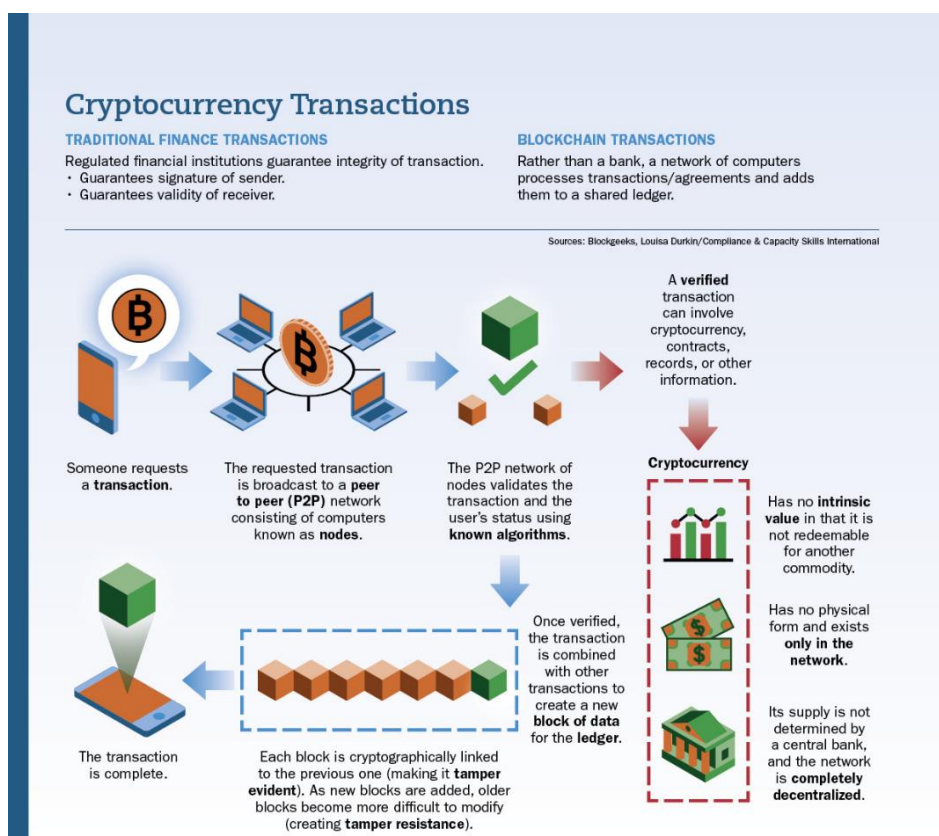 Cryptocurrency Transactions
TRADITIONAL FINANCE TRANSACTIONS
Regulated financial institutions guarantee integrity of transaction.
• Guarantees signature of sender.
• Guarantees validity of receiver.
BLOCKCHAIN TRANSACTIONS
Rather than a bank, a network of computers
processes transactions/agreements and adds
them to a shared ledger.
Sources: Blockgeeks, Louisa Durkin/Compliance & Capacity Skills International
Someone requests
a transaction.
The requested transaction
is broadcast to a peer
to peer (P2P) network
consisting of computers
known as nodes.
The P2P network of
nodes validates the
transaction and the
user's status using
known algorithms.
A verified
transaction
can involve
cryptocurrency,
contracts,
records, or other
information.
Cryptocurrency
Has no intrinsic
value in that it is
not redeemable
for another
commodity.
Has no physical
form and exists
only in the
network.
Its supply is not
determined by
a central bank,
and the network
is completely
decentralized.
Once verified,
the transaction
is combined
with other
transactions to
create a new
block of data
for the ledger.
Each block is cryptographically linked
to the previous one (making it tamper
evident). As new blocks are added, older
blocks become more difficult to modify
(creating tamper resistance).
The transaction
is complete.